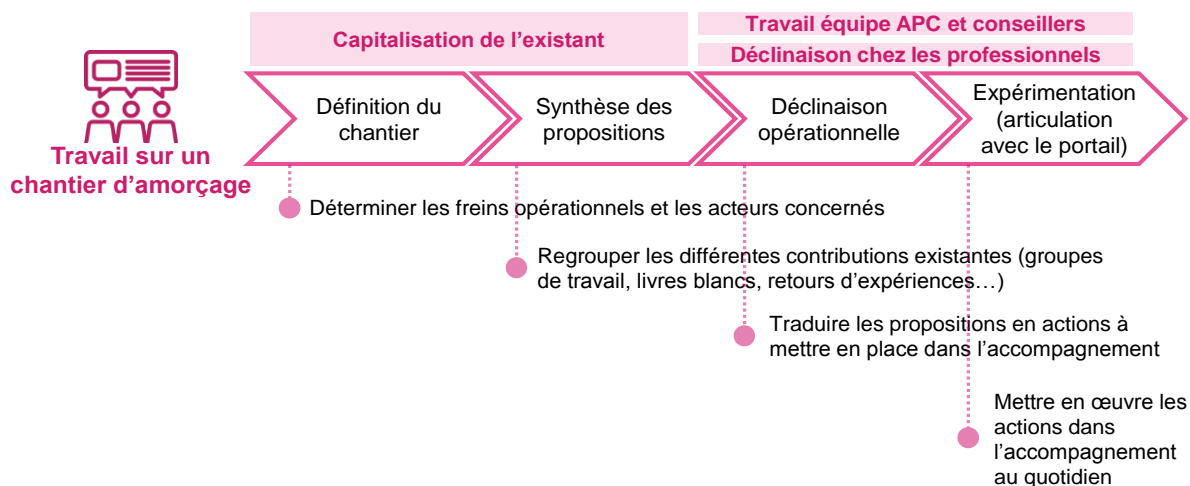 Capitalisation de l’existant
Travail équipe APC et conseillers
Déclinaison chez les professionnels
Travail sur un
chantier d’amorçage
Définition du
chantier
Synthèse des
propositions
Déclinaison
opérationnelle
Expérimentation
(articulation
avec le portail)
Déterminer les freins opérationnels et les acteurs concernés
Regrouper les différentes contributions existantes (groupes
de travail, livres blancs, retours d’expériences…)
Traduire les propositions en actions à
mettre en place dans l’accompagnement
Mettre en œuvre les
actions dans
l’accompagnement
au quotidien